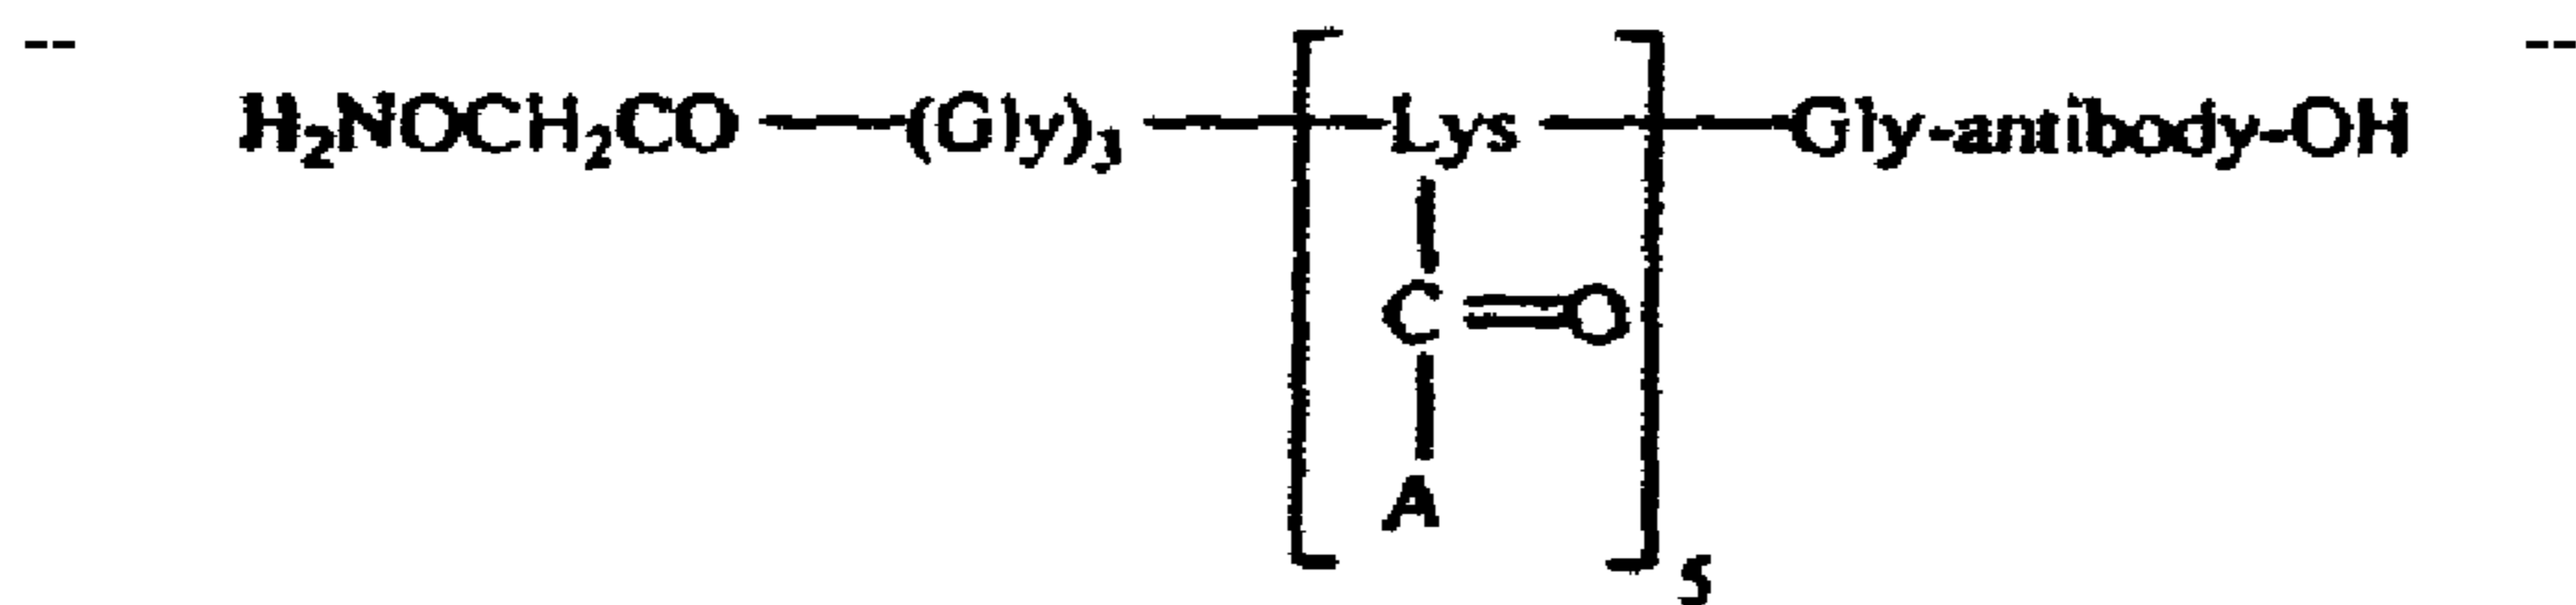 -- --
H₂NOCH₂CO—(Gly)₃—[Lys]₅—Gly-antibody-OH
C=O
A